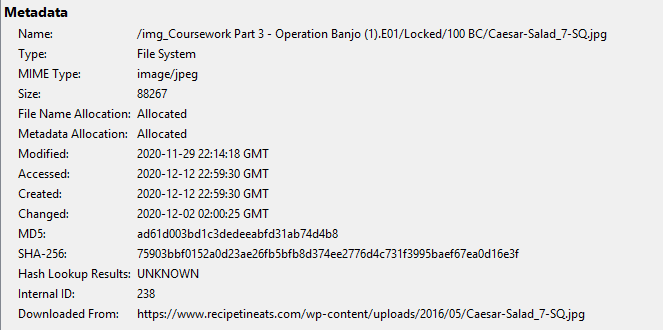 Metadata
Name: /img_Coursework Part 3 - Operation Banjo (1).E01/Locked/100 BC/Caesar-Salad_7-SQ.jpg
Type: File System
MIME Type: image/jpeg
Size: 88267
File Name Allocation: Allocated
Metadata Allocation: Allocated
Modified: 2020-11-29 22:14:18 GMT
Accessed: 2020-12-12 22:59:30 GMT
Created: 2020-12-12 22:59:30 GMT
Changed: 2020-12-02 02:00:25 GMT
MD5: ad61d003bd1c3dedeeabfd31ab74d4b8
SHA-256: 75903bbf0152a0d23ae26fb5bfb8d374ee2776d4c731f3995baef67ea0d16e3f
Hash Lookup Results: UNKNOWN
Internal ID: 238
Downloaded From: https://www.recipetineats.com/wp-content/uploads/2016/05/Caesar-Salad_7-SQ.jpg